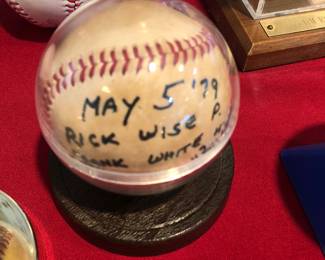 MAY 5 '79
RICK WISE P.
FRANK WHITE